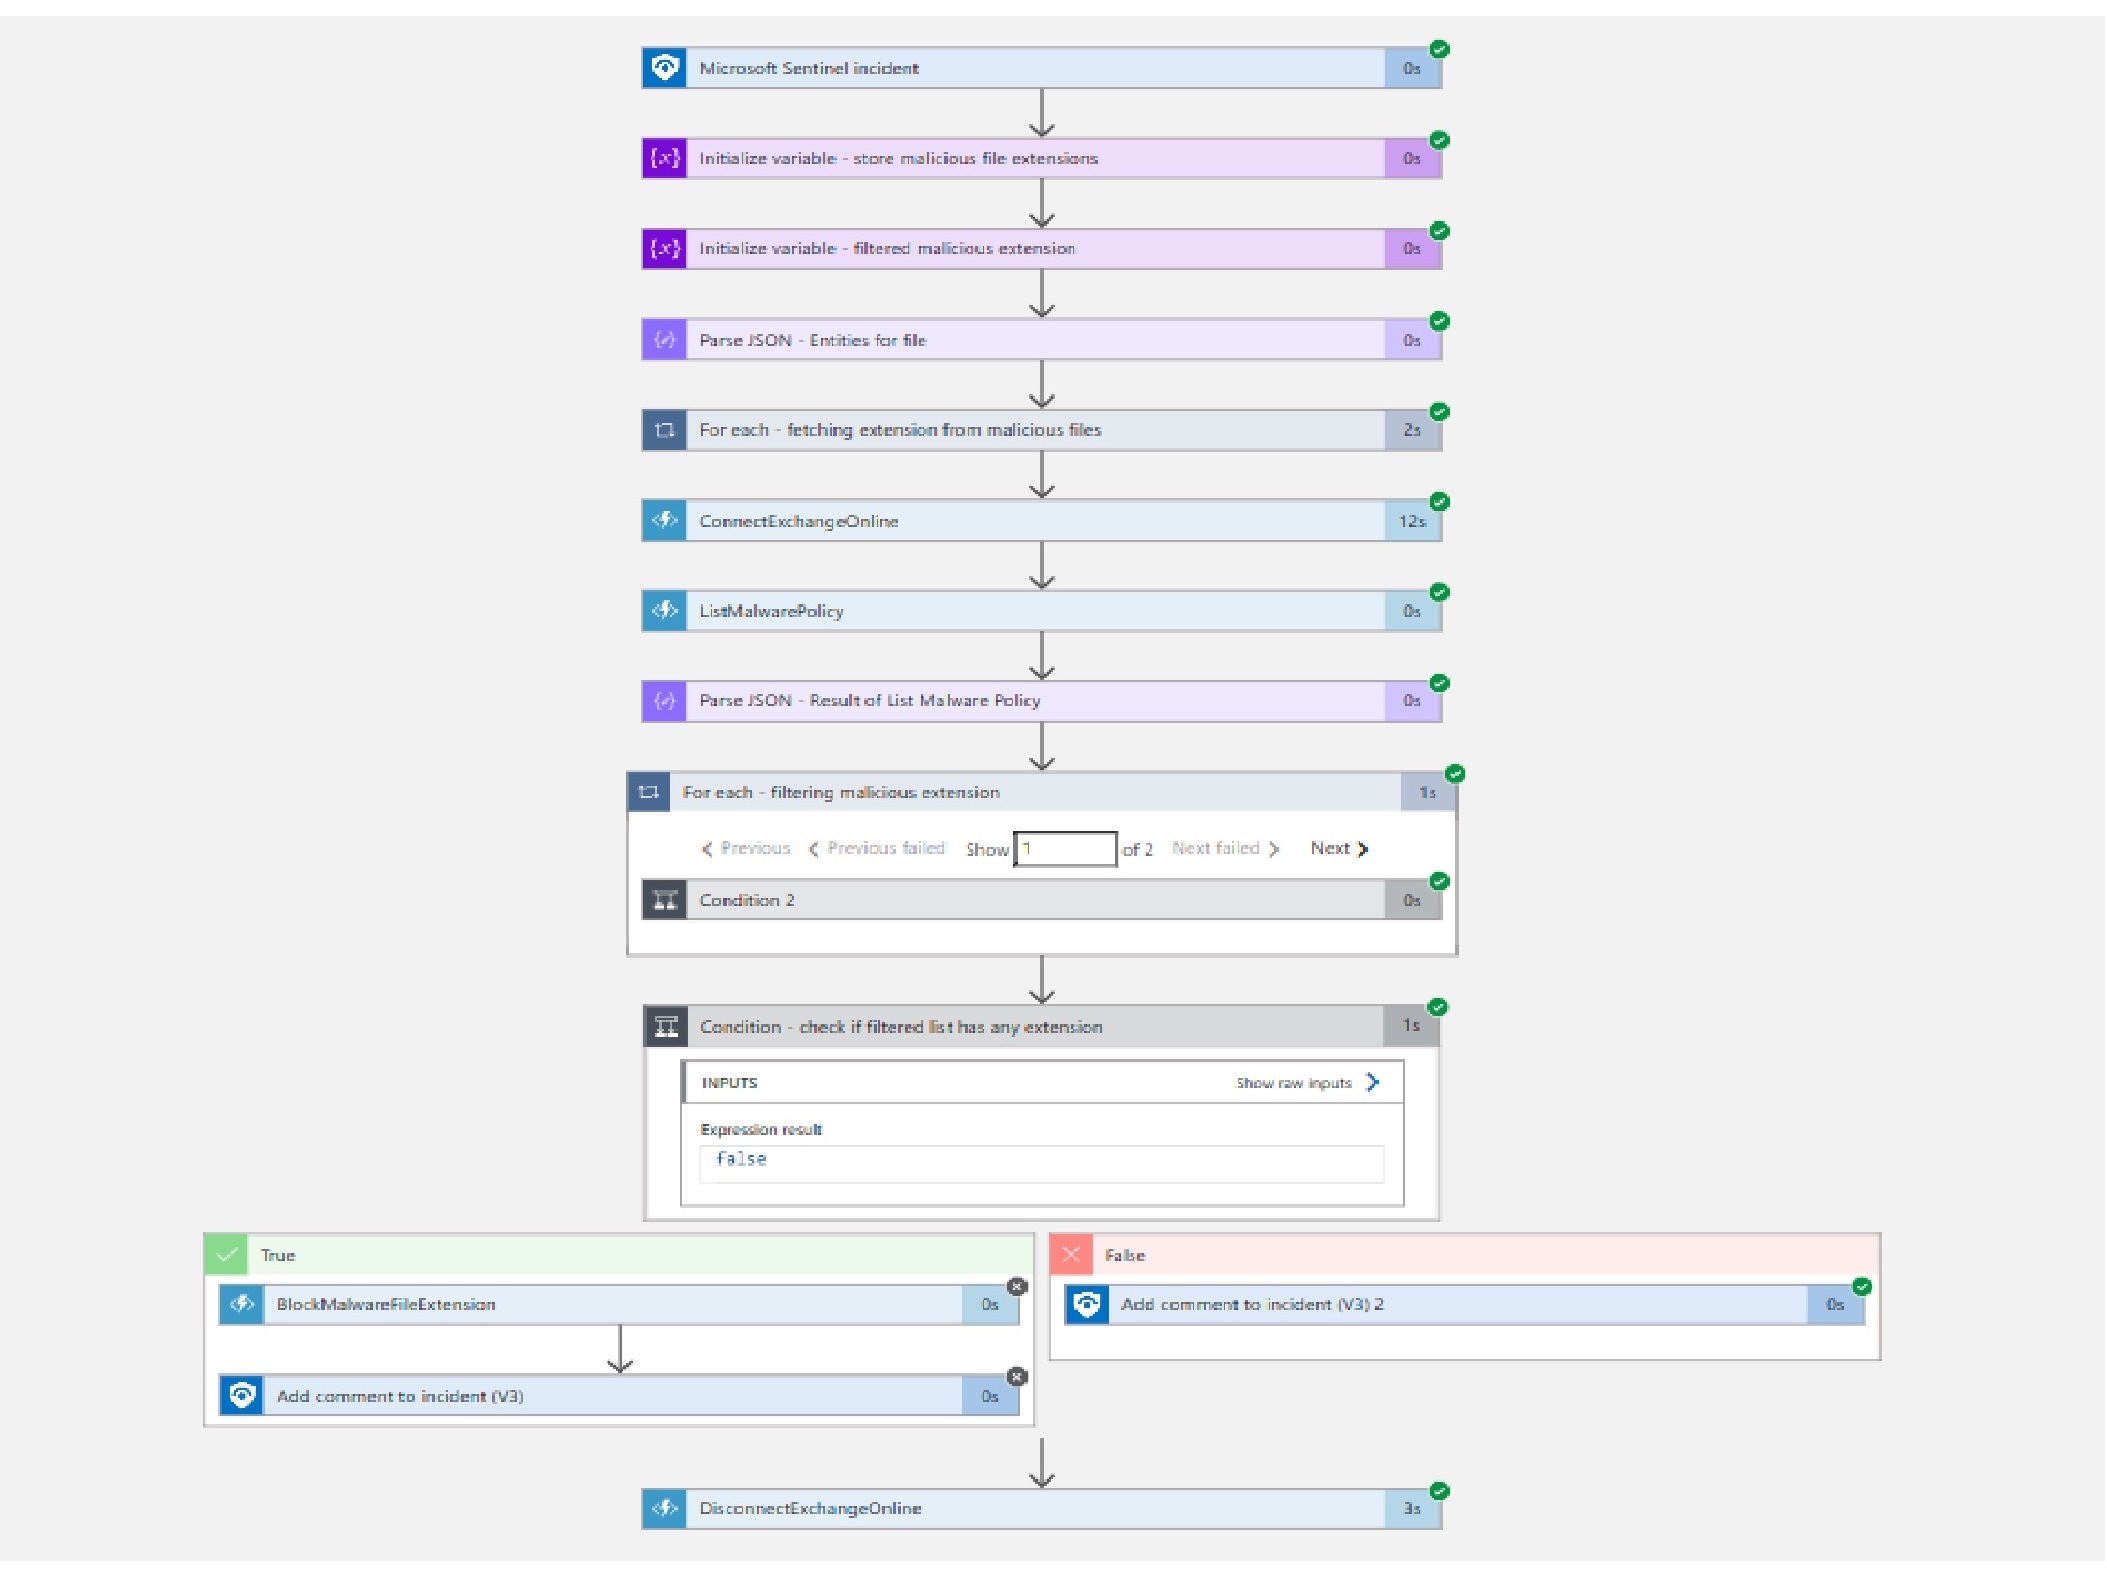 Microsoft Sentinel incident 0s
Initialize variable - store malicious file extensions 0s
Initialize variable - filtered malicious extension 0s
Parse JSON - Entities for file 0s
For each - fetching extension from malicious files 2s
ConnectExchangeOnline 12s
ListMalwarePolicy 0s
Parse JSON - Result of List Malware Policy 0s
For each - filtering malicious extension 1s
Previous Previous failed Show 1 of 2 Next failed Next
Condition 2 0s
Condition - check if filtered list has any extension 1s
INPUTS Show raw inputs
Expression result
false
True
BlockMalwareFileExtension 0s
Add comment to incident (V3) 0s
False
Add comment to incident (V3) 2 0s
DisconnectExchangeOnline 3s